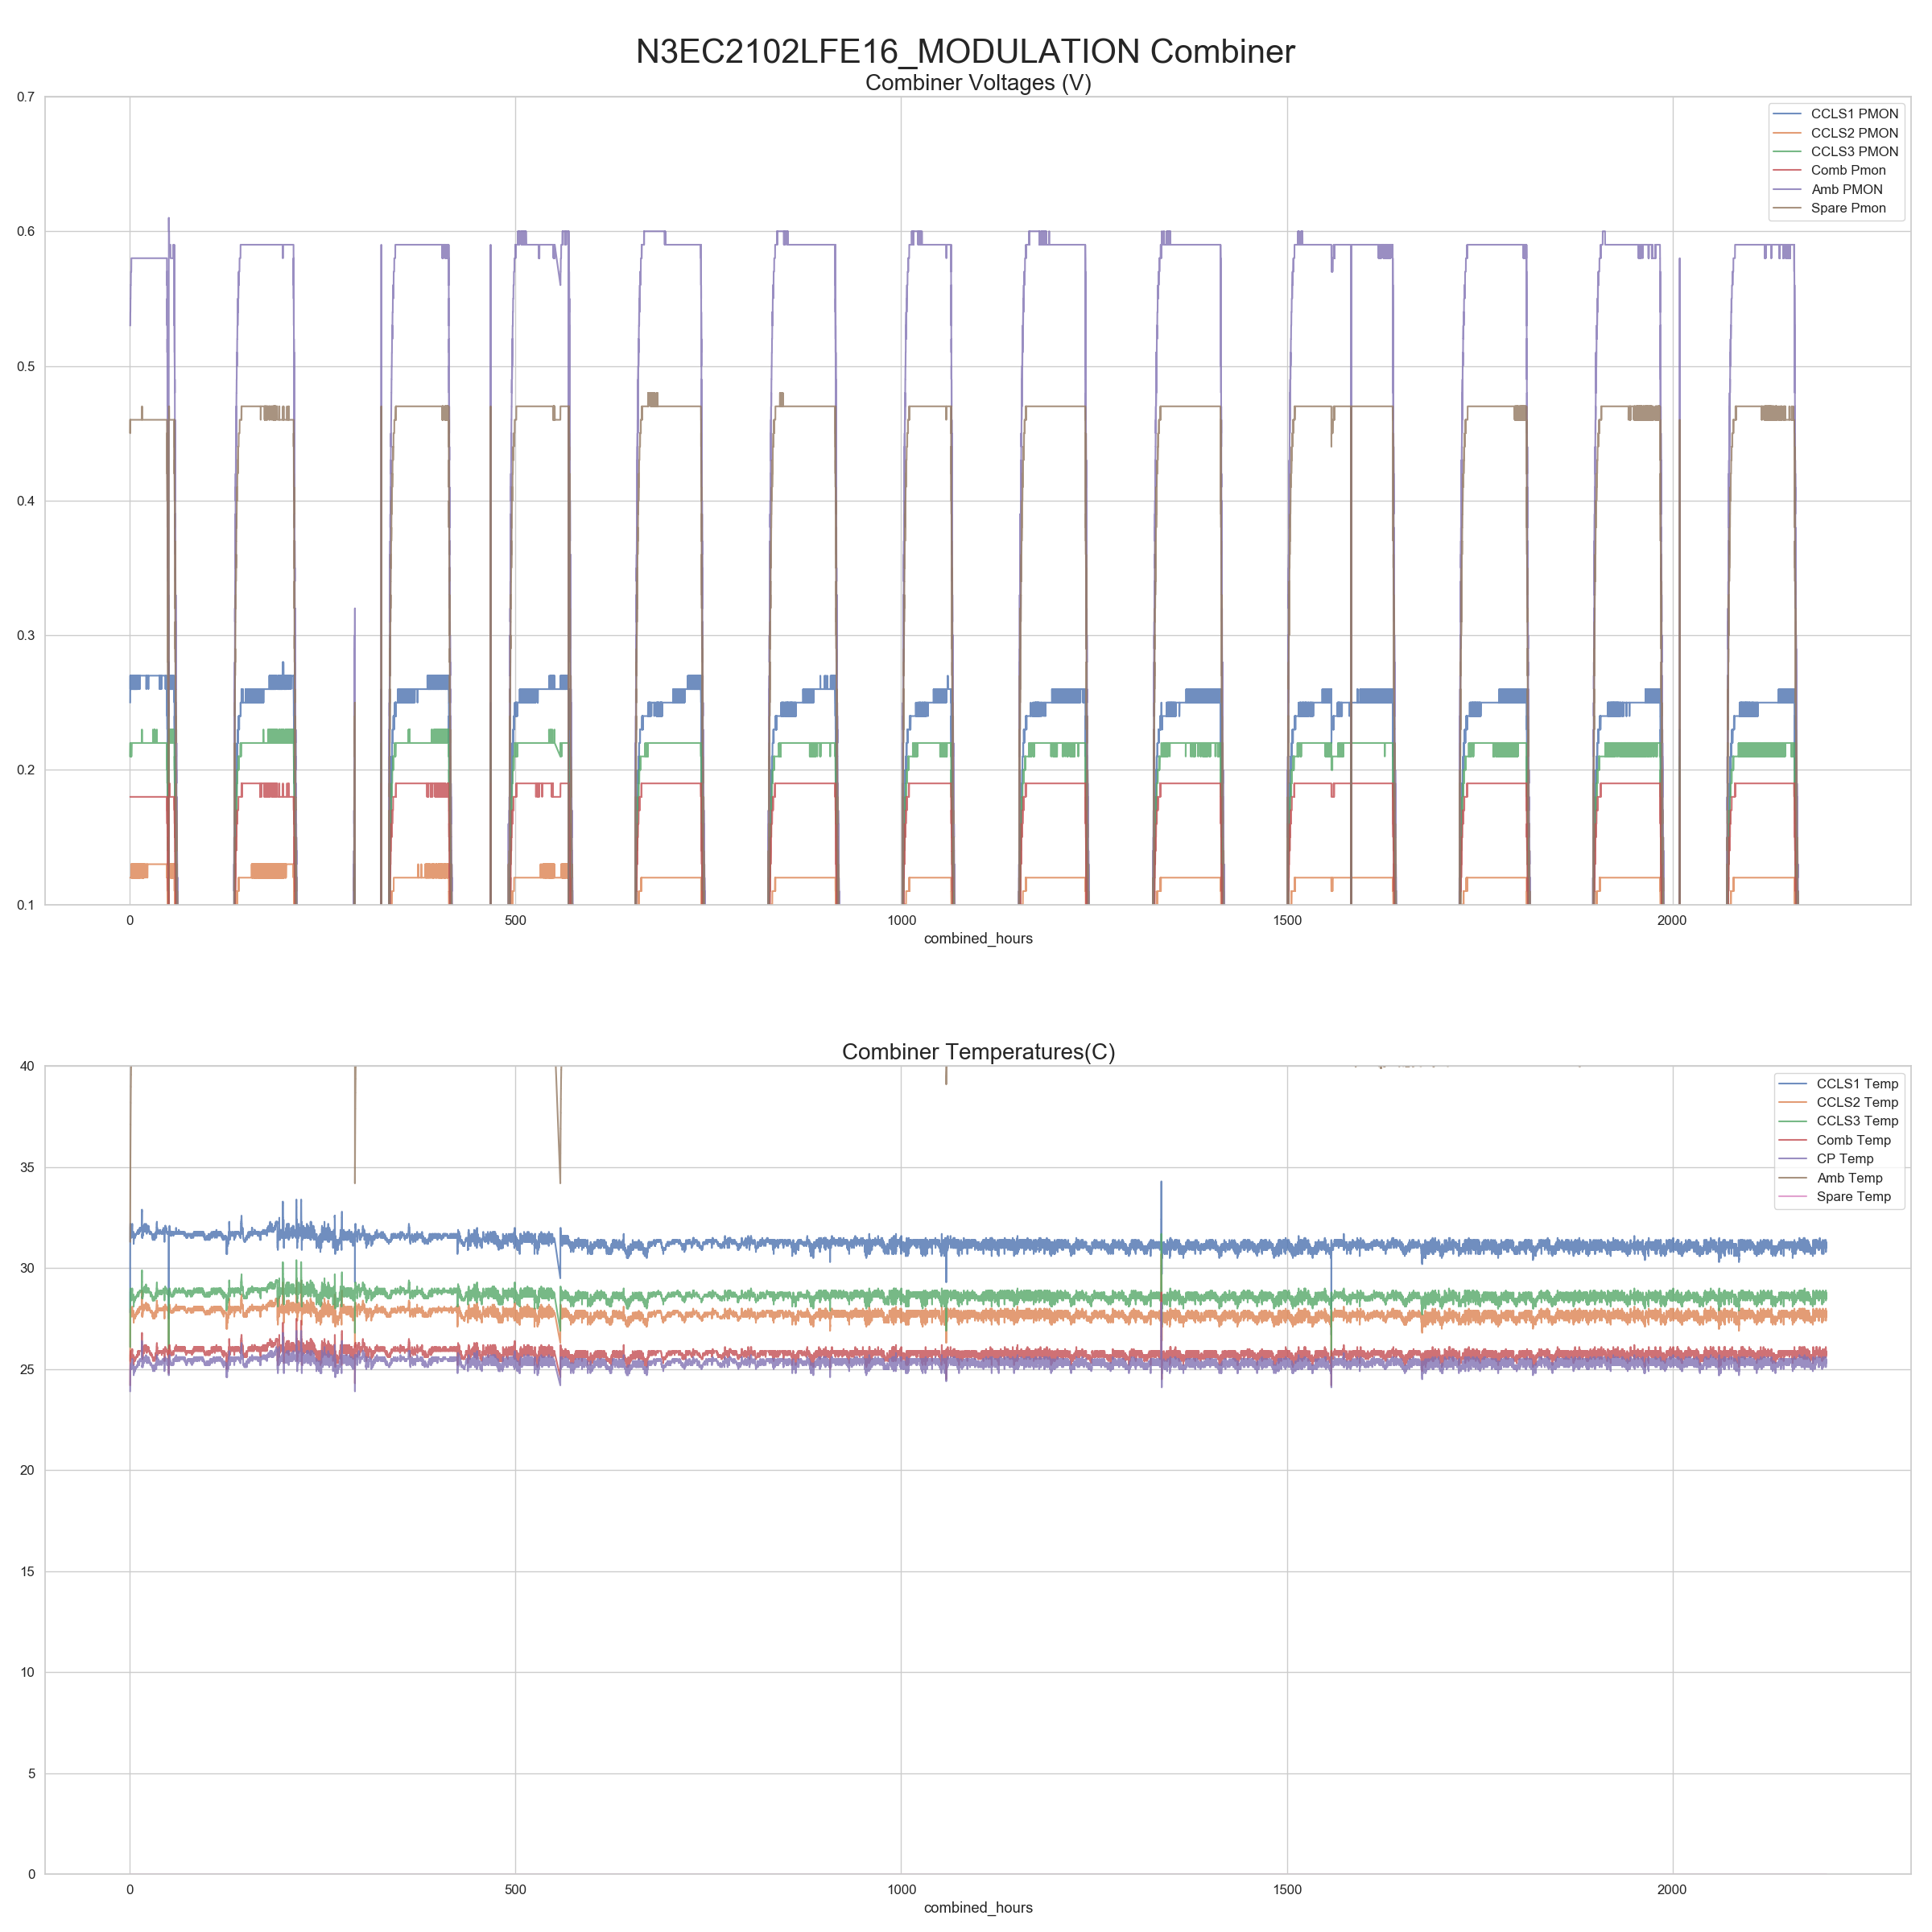 N3EC2102LFE16_MODULATION Combiner
Combiner Voltages (V)
0.7
0.6
0.5
0.4
0.3
0.2
0.1
CCLS1 PMON
CCLS2 PMON
CCLS3 PMON
Comb Pmon
Amb PMON
Spare Pmon
0 500 1000 1500 2000
combined_hours
Combiner Temperatures(C)
40
35
30
25
20
15
10
5
0
CCLS1 Temp
CCLS2 Temp
CCLS3 Temp
Comb Temp
CP Temp
Amb Temp
Spare Temp
0 500 1000 1500 2000
combined_hours